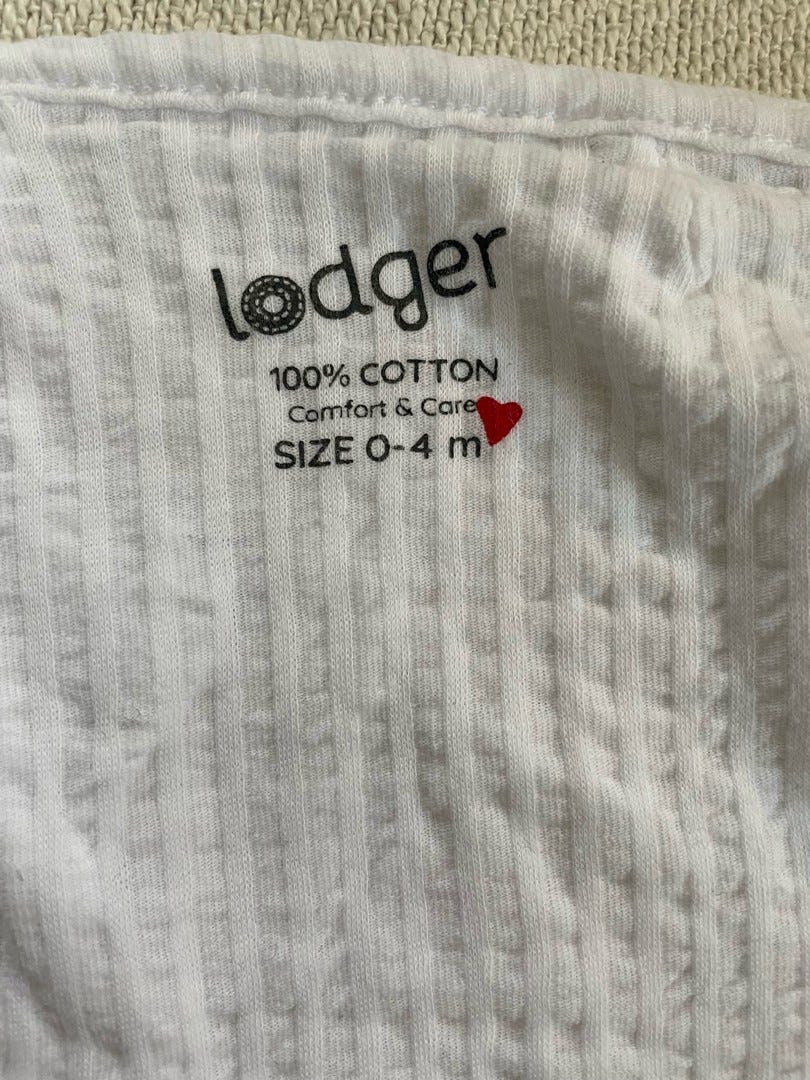 lodger
100% COTTON
Comfort & Care
SIZE 0-4 m